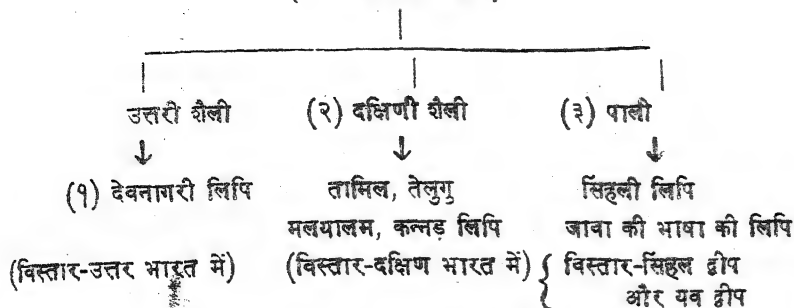 उत्तरी शैली (२) दक्षिणी शैली (३) पाली
(१) देवनागरी लिपि तामिल, तेलुगु सिंहली लिपि
मलयालम, कन्नड़ लिपि जावा की भाषा की लिपि
(विस्तार-उत्तर भारत में) (विस्तार-दक्षिण भारत में) { विस्तार-सिंहल द्वीप
और यव द्वीप